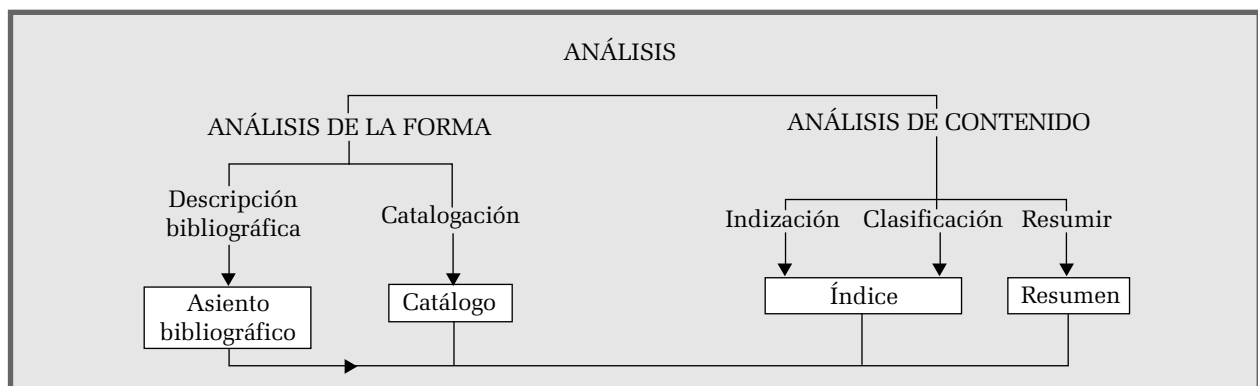 ANÁLISIS
ANÁLISIS DE LA FORMA
ANÁLISIS DE CONTENIDO
Descripción
bibliográfica
Catalogación
Indización
Clasificación
Resumir
Asiento
bibliográfico
Catálogo
Índice
Resumen